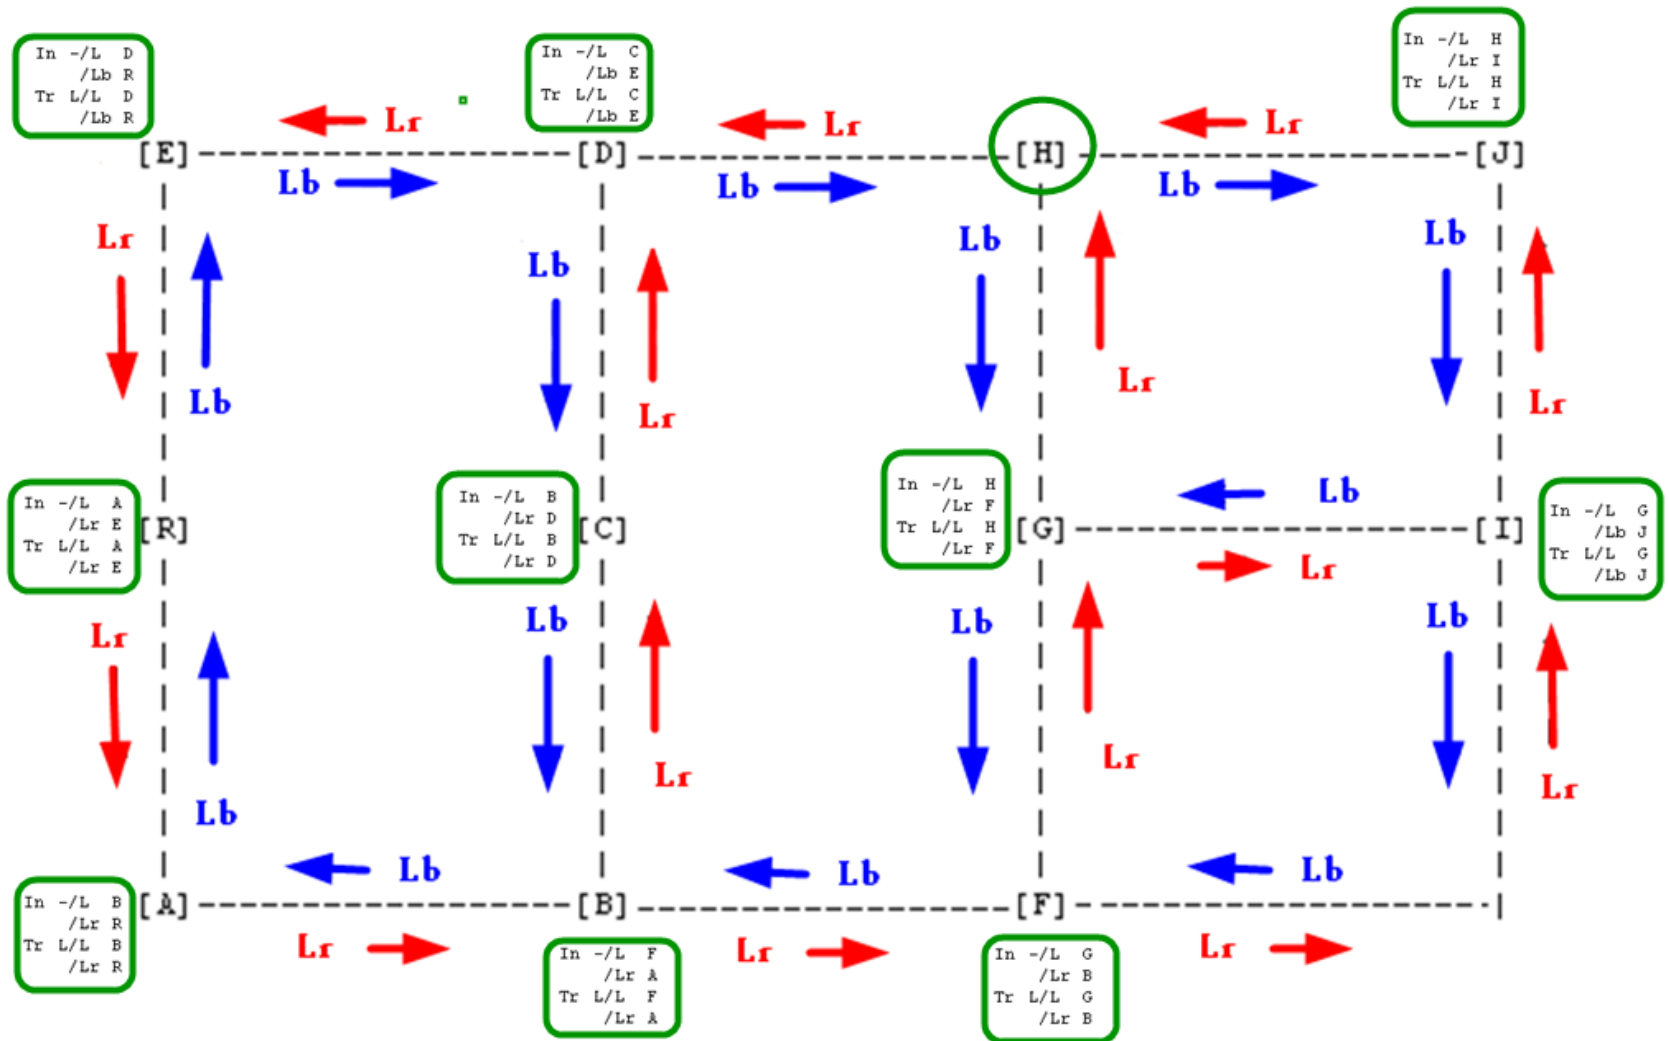 In -/L D
/Lb R
Tr L/L D
/Lb R
In -/L C
/Lb E
Tr L/L C
/Lb E
In -/L H
/Lr I
Tr L/L H
/Lr I
Lr
Lr
Lr
[E] [D] [H] [J]
Lb
Lb
Lb
Lr
Lb
Lb
Lb
Lr
Lb
Lr
Lr
Lr
In -/L A
/Lr E
Tr L/L A
/Lr E
[R]
In -/L B
/Lr D
Tr L/L B
/Lr D
[C]
In -/L H
/Lr F
Tr L/L H
/Lr F
[G]
Lb
Lr
[I]
In -/L G
/Lb J
Tr L/L G
/Lb J
Lr
Lb
Lb
Lb
Lb
Lr
Lr
Lr
Lb
Lb
Lb
In -/L B
/Lr R
Tr L/L B
/Lr R
[A] [B] [F]
Lr
Lr
Lr
In -/L F
/Lr A
Tr L/L F
/Lr A
In -/L G
/Lr B
Tr L/L G
/Lr B